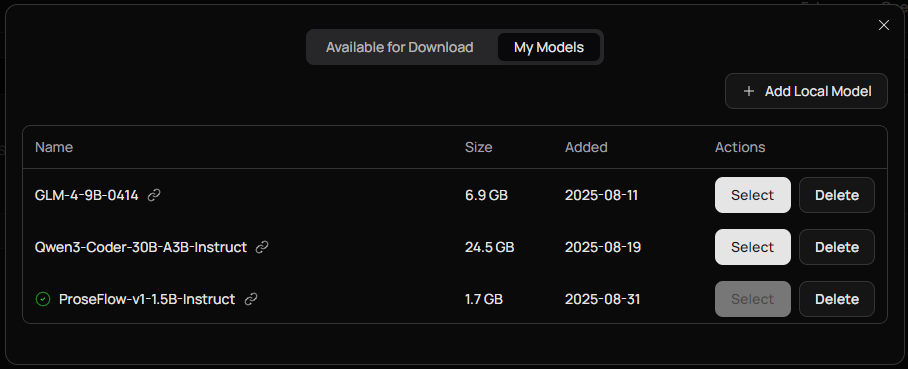 Available for Download My Models
+ Add Local Model
Name Size Added Actions
GLM-4-9B-0414 6.9 GB 2025-08-11 Select Delete
Qwen3-Coder-30B-A3B-Instruct 24.5 GB 2025-08-19 Select Delete
ProseFlow-v1-1.5B-Instruct 1.7 GB 2025-08-31 Select Delete